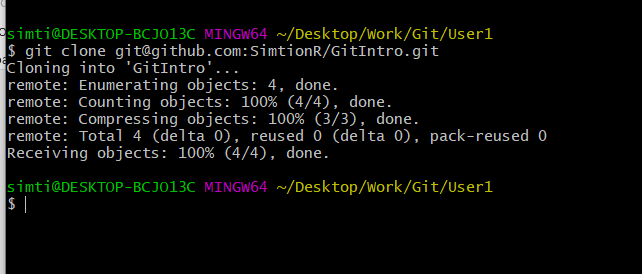 simti@DESKTOP-BCJO13C MINGW64 ~/Desktop/Work/Git/User1
$ git clone git@github.com:SimtionR/GitIntro.git
Cloning into 'GitIntro'...
remote: Enumerating objects: 4, done.
remote: Counting objects: 100% (4/4), done.
remote: Compressing objects: 100% (3/3), done.
remote: Total 4 (delta 0), reused 0 (delta 0), pack-reused 0
Receiving objects: 100% (4/4), done.
simti@DESKTOP-BCJO13C MINGW64 ~/Desktop/Work/Git/User1
$